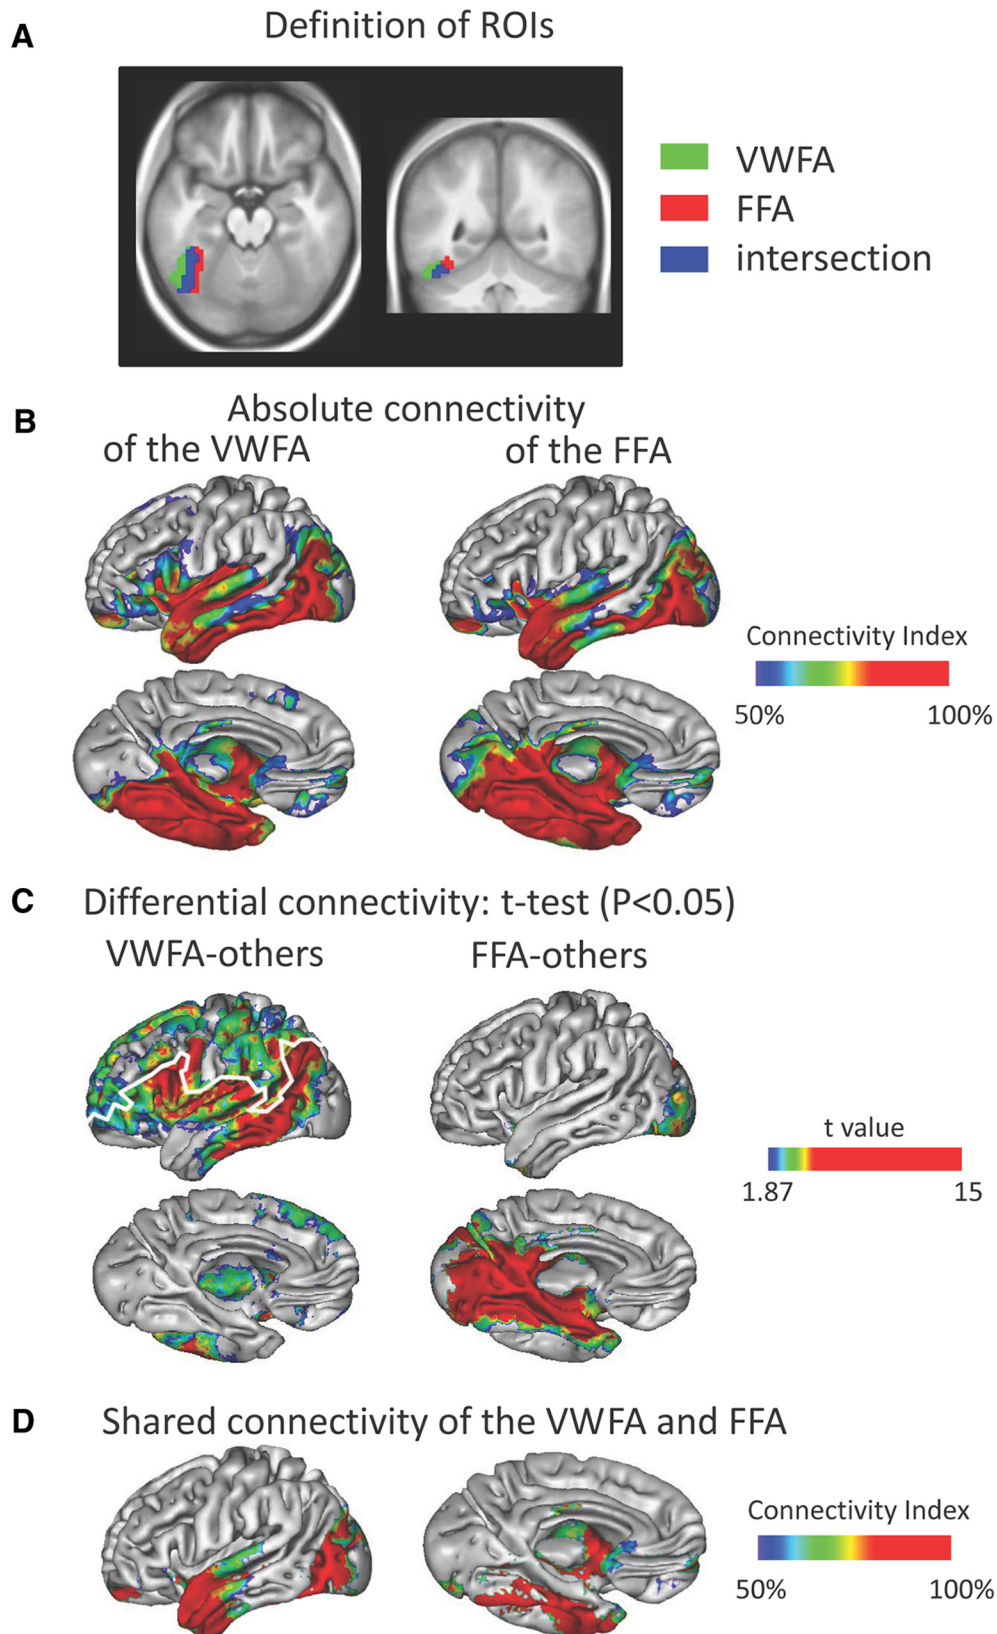 A
Definition of ROIs
VWFA
FFA
intersection
B
Absolute connectivity
of the VWFA
of the FFA
Connectivity Index
50%
100%
C
Differential connectivity: t-test (P<0.05)
VWFA-others
FFA-others
t value
1.87
15
D
Shared connectivity of the VWFA and FFA
Connectivity Index
50%
100%